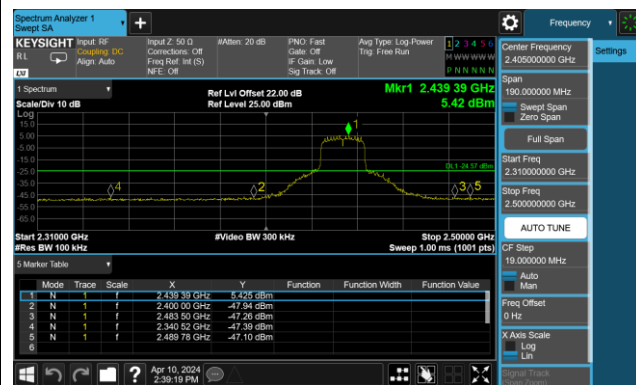 Spectrum Analyzer 1
Swept SA
Frequency
KEYSIGHT
RL
LXI
Input: RF
Coupling: DC
Align: Auto
Input Z: 50 Ω
Corrections: Off
Freq Ref: Int (S)
NFE: Off
#Atten: 20 dB
PNO: Fast
Gate: Off
IF Gain: Low
Sig Track: Off
Avg Type: Log-Power
Trig: Free Run
1 2 3 4 5 6
M W W W W W
P N N N N N
Center Frequency
2.405000000 GHz
Settings
Span
190.000000 MHz
Swept Span
Zero Span
Full Span
Start Freq
2.310000000 GHz
Stop Freq
2.500000000 GHz
AUTO TUNE
CF Step
19.000000 MHz
Auto
Man
Freq Offset
0 Hz
X Axis Scale
Log
Lin
Signal Track
(Span Zoom)
1 Spectrum
Scale/Div 10 dB
Ref Lvl Offset 22.00 dB
Ref Level 25.00 dBm
Mkr1 2.439 39 GHz
5.42 dBm
Log
15.0
5.00
-5.00
-15.0
-25.0
-35.0
-45.0
-55.0
-65.0
1
DL1 -24.57 dBm
4
2
3
5
Start 2.31000 GHz
#Res BW 100 kHz
#Video BW 300 kHz
Stop 2.50000 GHz
Sweep 1.00 ms (1001 pts)
5 Marker Table
Mode Trace Scale X Y Function Function Width Function Value
1 N 1 f 2.439 39 GHz 5.425 dBm
2 N 1 f 2.400 00 GHz -47.94 dBm
3 N 1 f 2.483 50 GHz -47.26 dBm
4 N 1 f 2.340 52 GHz -47.39 dBm
5 N 1 f 2.489 78 GHz -47.10 dBm
6
?
Apr 10, 2024
2:39:19 PM